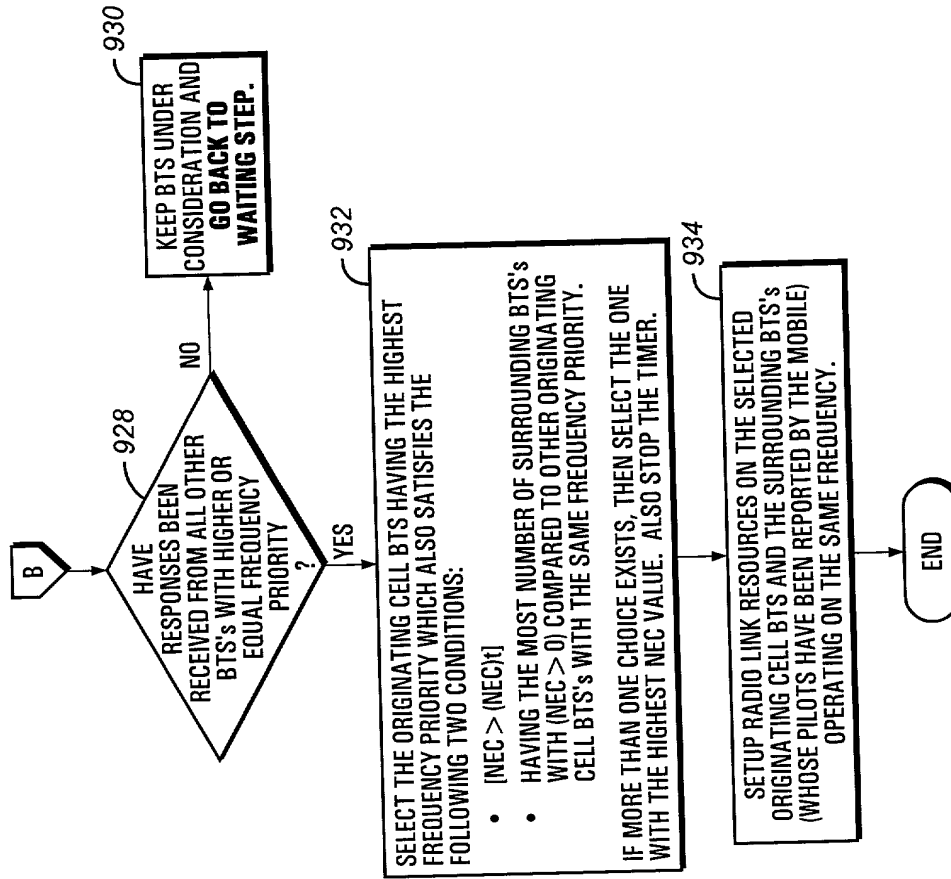 B
928
HAVE
RESPONSES BEEN
RECEIVED FROM ALL OTHER
BTS's WITH HIGHER OR
EQUAL FREQUENCY
PRIORITY
?
NO
930
KEEP BTS UNDER
CONSIDERATION AND
GO BACK TO
WAITING STEP.
YES
932
SELECT THE ORIGINATING CELL BTS HAVING THE HIGHEST
FREQUENCY PRIORITY WHICH ALSO SATISFIES THE
FOLLOWING TWO CONDITIONS:
• [NEC > (NEC)t]
• HAVING THE MOST NUMBER OF SURROUNDING BTS's
WITH (NEC > 0) COMPARED TO OTHER ORIGINATING
CELL BTS's WITH THE SAME FREQUENCY PRIORITY.
IF MORE THAN ONE CHOICE EXISTS, THEN SELECT THE ONE
WITH THE HIGHEST NEC VALUE. ALSO STOP THE TIMER.
934
SETUP RADIO LINK RESOURCES ON THE SELECTED
ORIGINATING CELL BTS AND THE SURROUNDING BTS's
(WHOSE PILOTS HAVE BEEN REPORTED BY THE MOBILE)
OPERATING ON THE SAME FREQUENCY.
END